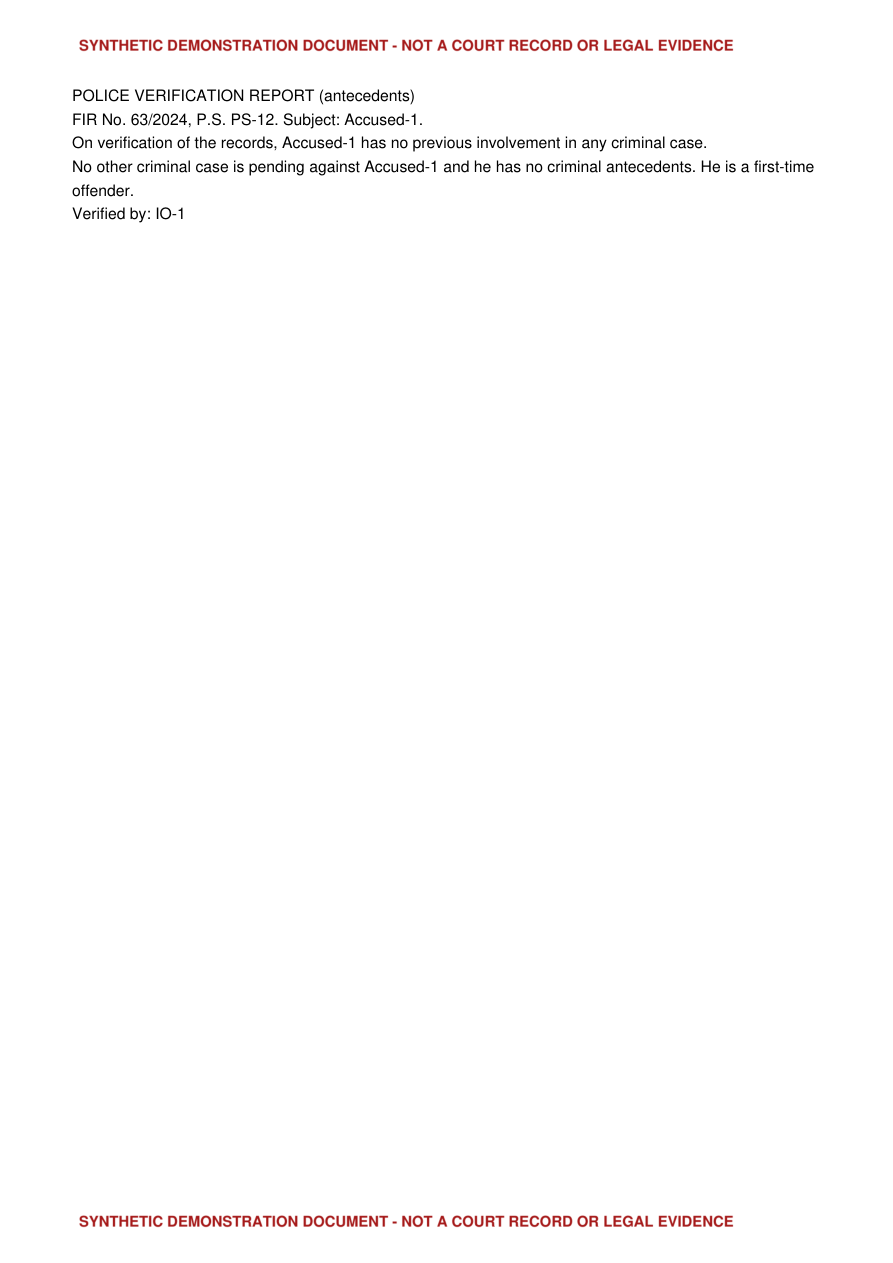 SYNTHETIC DEMONSTRATION DOCUMENT - NOT A COURT RECORD OR LEGAL EVIDENCE
POLICE VERIFICATION REPORT (antecedents)
FIR No. 63/2024, P.S. PS-12. Subject: Accused-1.
On verification of the records, Accused-1 has no previous involvement in any criminal case.
No other criminal case is pending against Accused-1 and he has no criminal antecedents. He is a first-time
offender.
Verified by: IO-1
SYNTHETIC DEMONSTRATION DOCUMENT - NOT A COURT RECORD OR LEGAL EVIDENCE